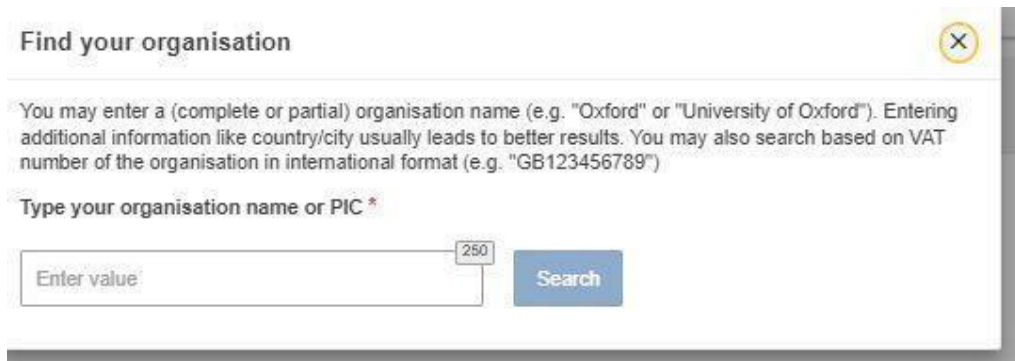 Find your organisation
You may enter a (complete or partial) organisation name (e.g. "Oxford" or "University of Oxford"). Entering
additional information like country/city usually leads to better results. You may also search based on VAT
number of the organisation in international format (e.g. "GB123456789")
Type your organisation name or PIC *
250
Enter value
Search